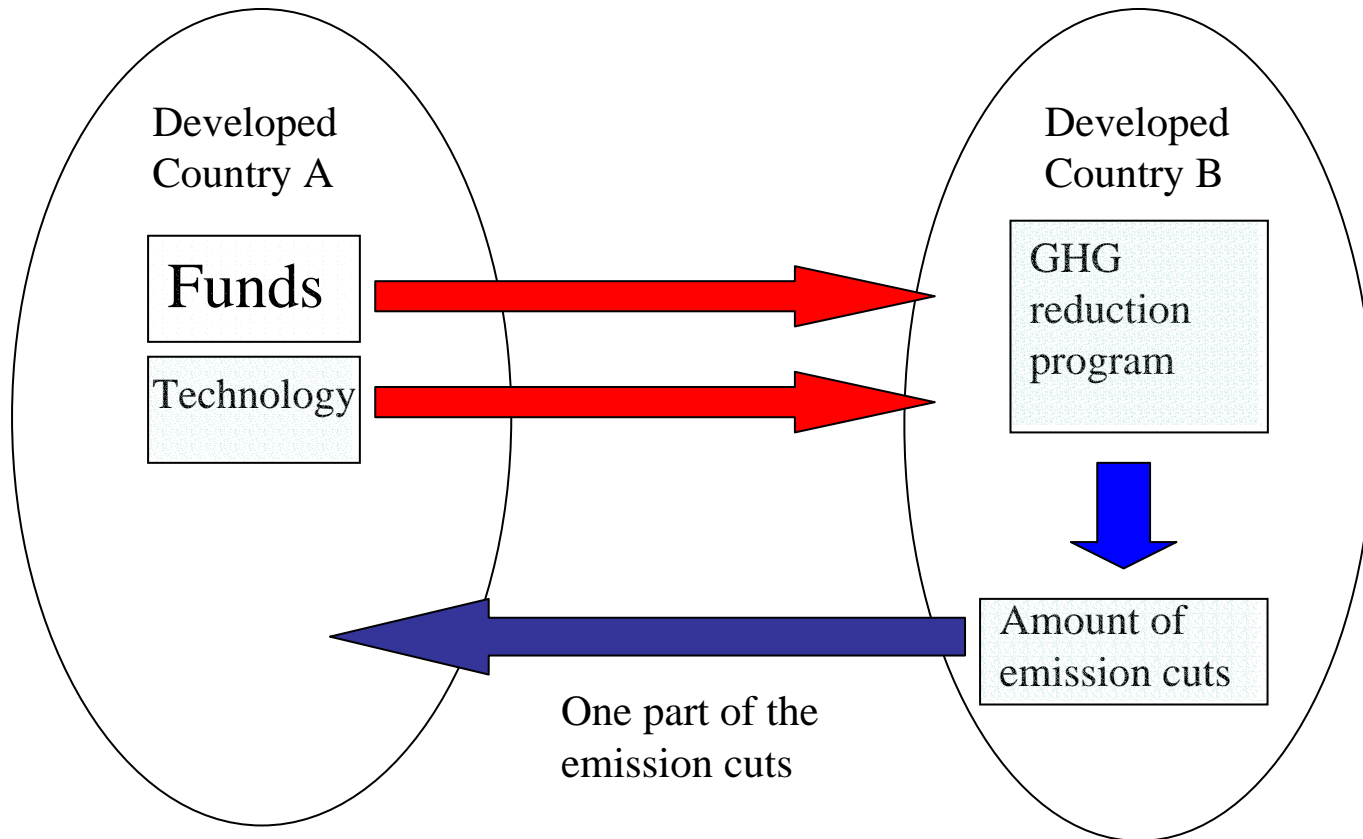 Developed
Country A
Funds
Technology
Developed
Country B
GHG
reduction
program
Amount of
emission cuts
One part of the
emission cuts